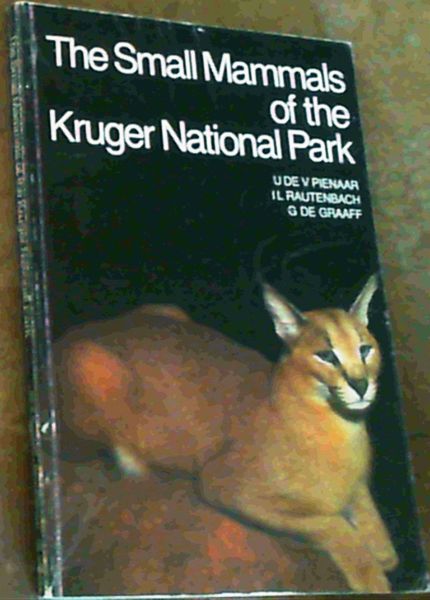 The Small Mammals
of the
Kruger National Park
U DE V PIENAAR
I L RAUTENBACH
G DE GRAAFF